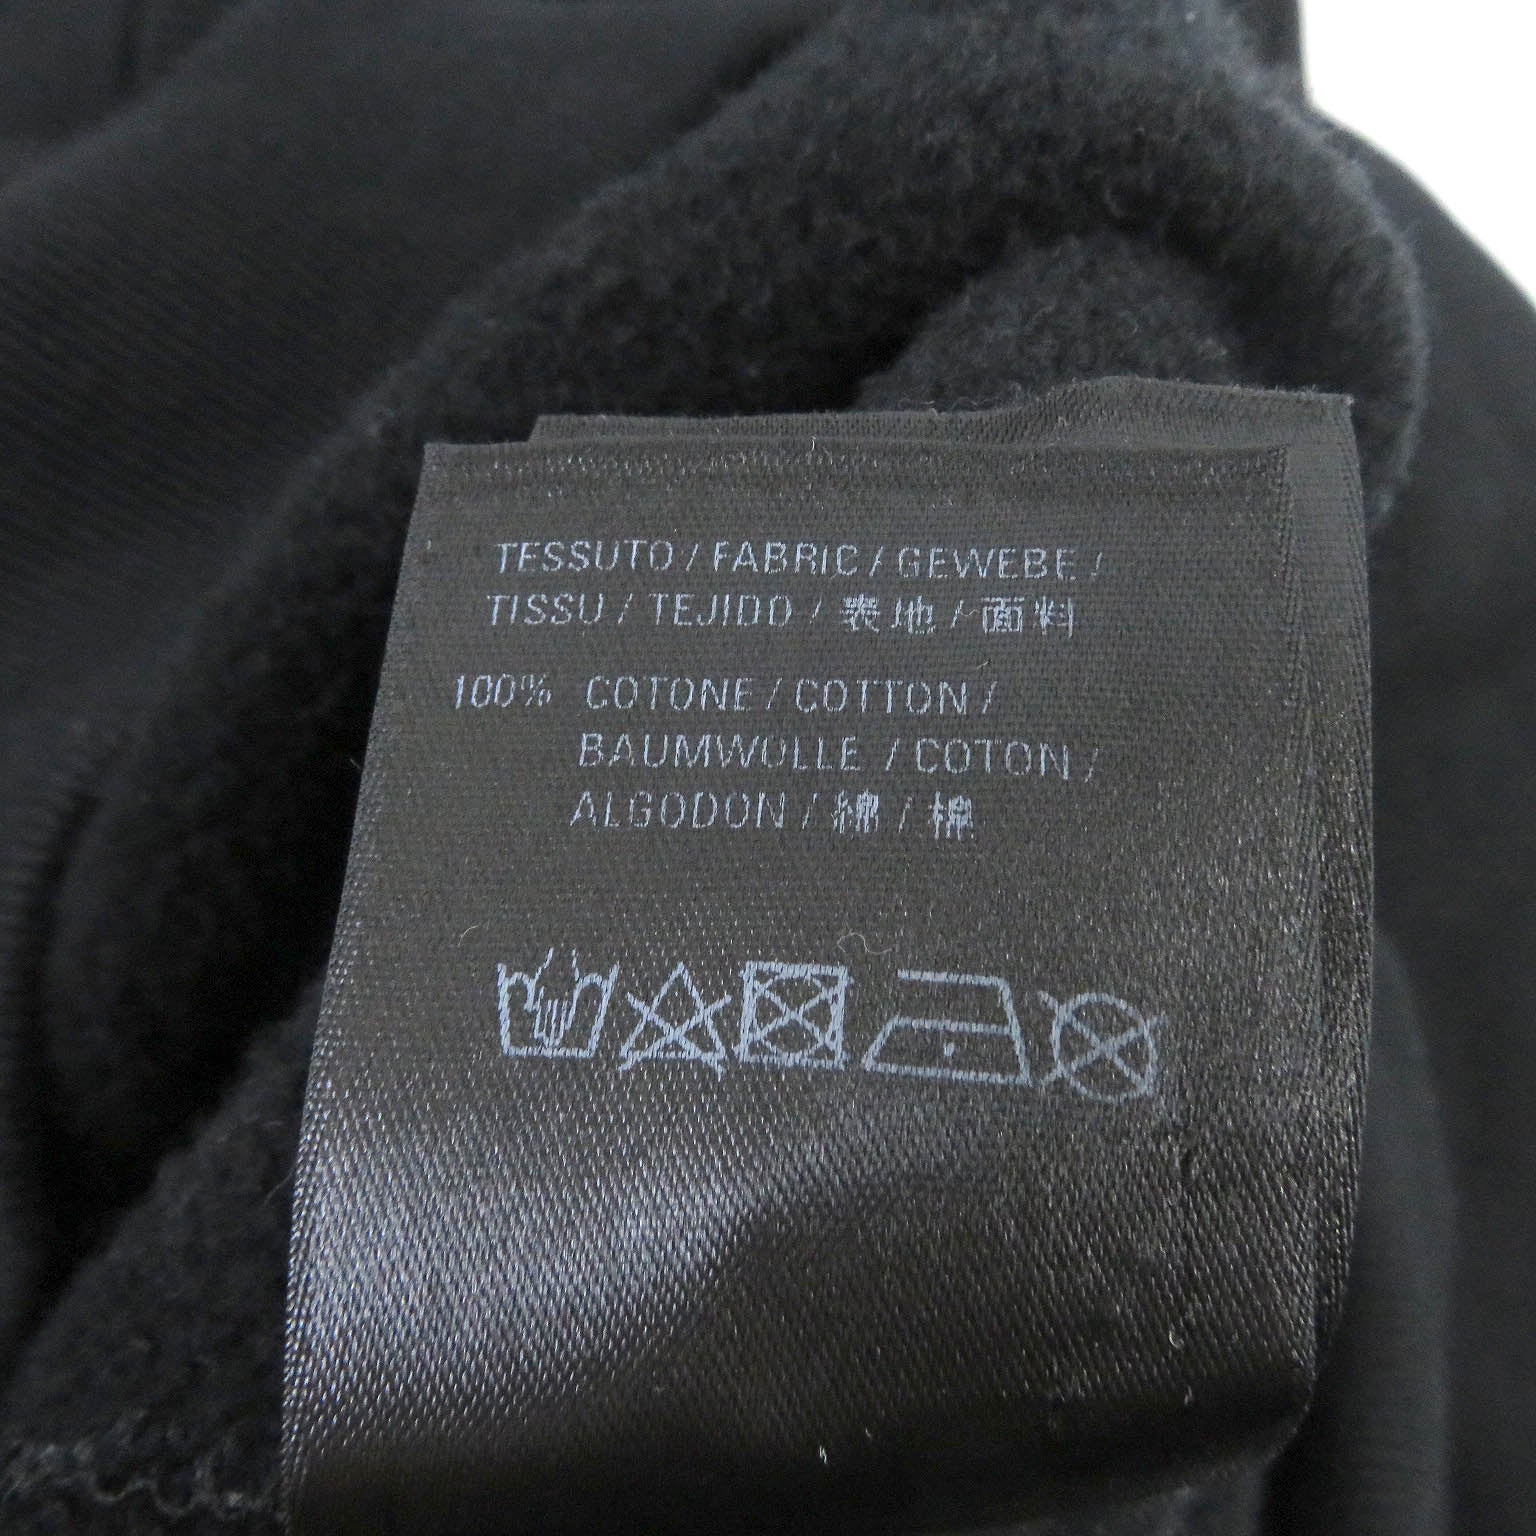 TESSUTO / FABRIC / GEWEBE /
TISSU / TEJIDO / 表地 / 面料
100% COTONE / COTTON /
BAUMWOLLE / COTON /
ALGODON / 綿 / 棉